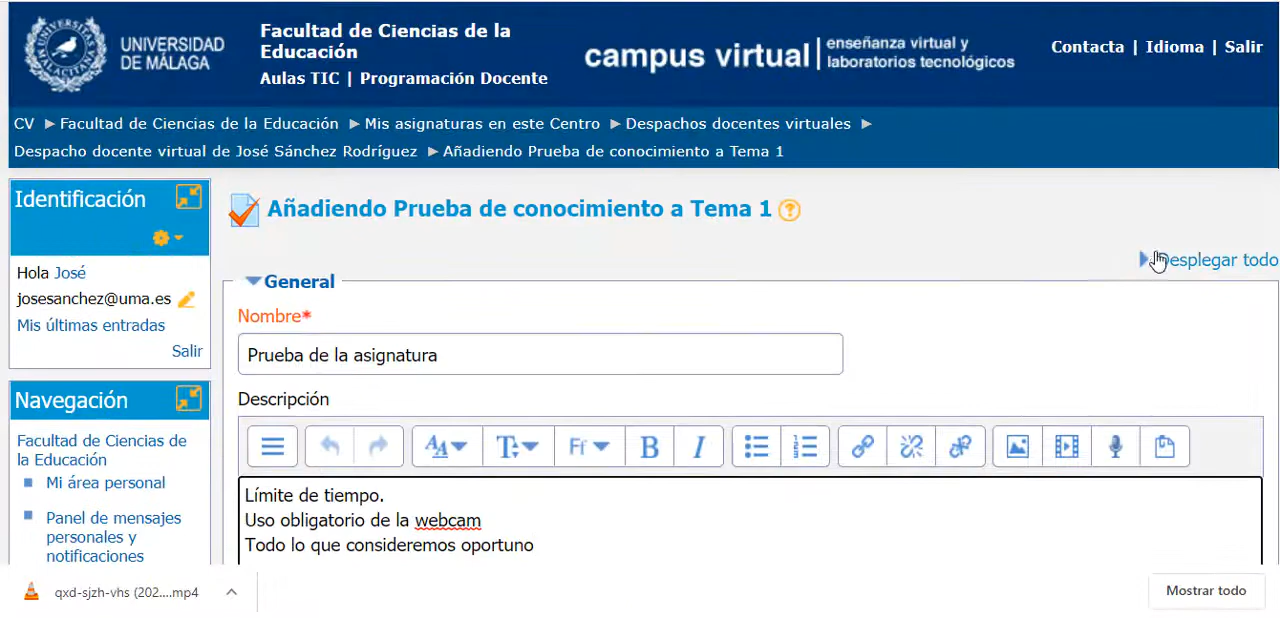 UNIVERSIDAD
DE MÁLAGA
Facultad de Ciencias de la
Educación
Aulas TIC | Programación Docente
campus virtual | enseñanza virtual y
laboratorios tecnológicos
Contacta | Idioma | Salir
CV ▶ Facultad de Ciencias de la Educación ▶ Mis asignaturas en este Centro ▶ Despachos docentes virtuales ▶
Despacho docente virtual de José Sánchez Rodríguez ▶ Añadiendo Prueba de conocimiento a Tema 1
Identificación
Hola José
josesanchez@uma.es
Mis últimas entradas
Salir
Navegación
Facultad de Ciencias de
la Educación
Mi área personal
Panel de mensajes
personales y
notificaciones
Añadiendo Prueba de conocimiento a Tema 1
Desplegar todo
General
Nombre*
Prueba de la asignatura
Descripción
Límite de tiempo.
Uso obligatorio de la webcam
Todo lo que consideremos oportuno
qxd-sjzh-vhs (202....mp4
Mostrar todo